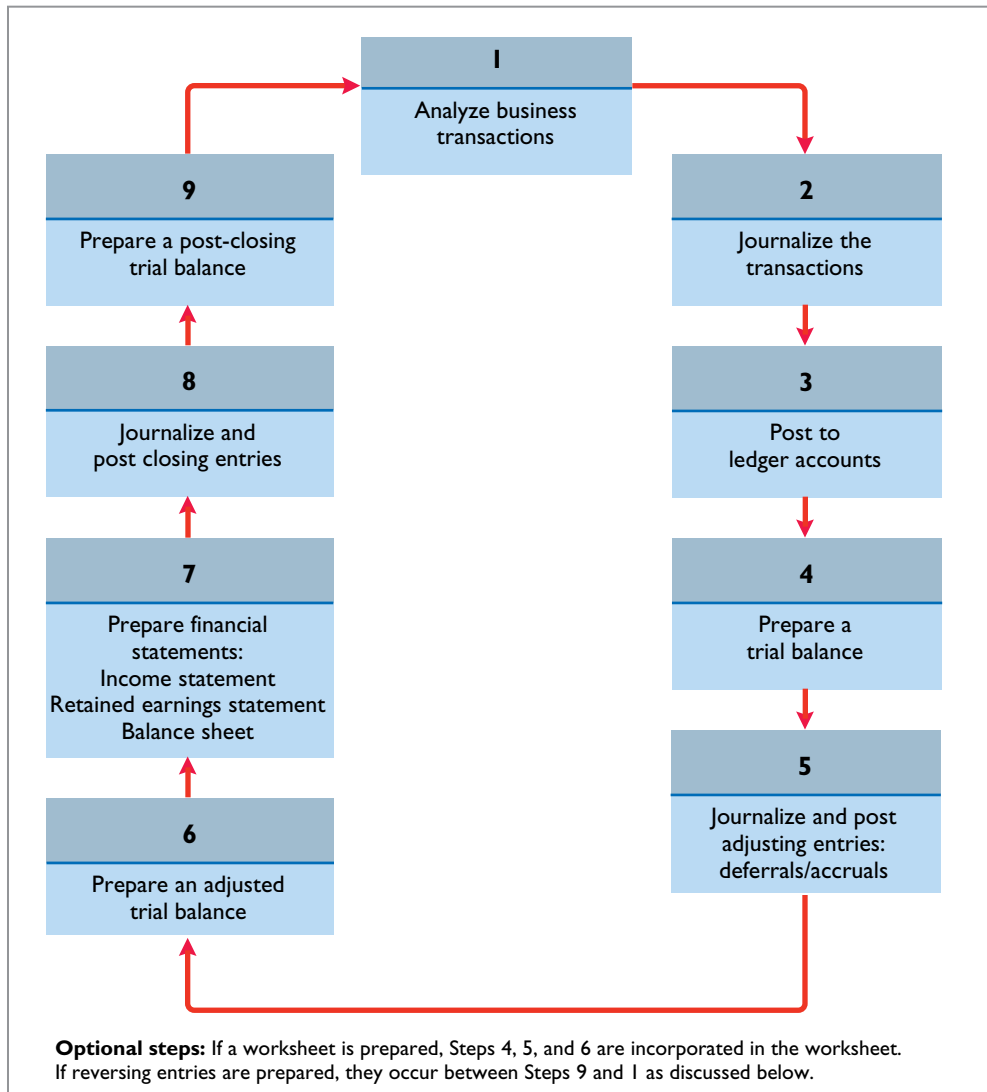 1
Analyze business
transactions
2
Journalize the
transactions
3
Post to
ledger accounts
4
Prepare a
trial balance
5
Journalize and post
adjusting entries:
deferrals/accruals
6
Prepare an adjusted
trial balance
7
Prepare financial
statements:
Income statement
Retained earnings statement
Balance sheet
8
Journalize and
post closing entries
9
Prepare a post-closing
trial balance
Optional steps: If a worksheet is prepared, Steps 4, 5, and 6 are incorporated in the worksheet.
If reversing entries are prepared, they occur between Steps 9 and 1 as discussed below.